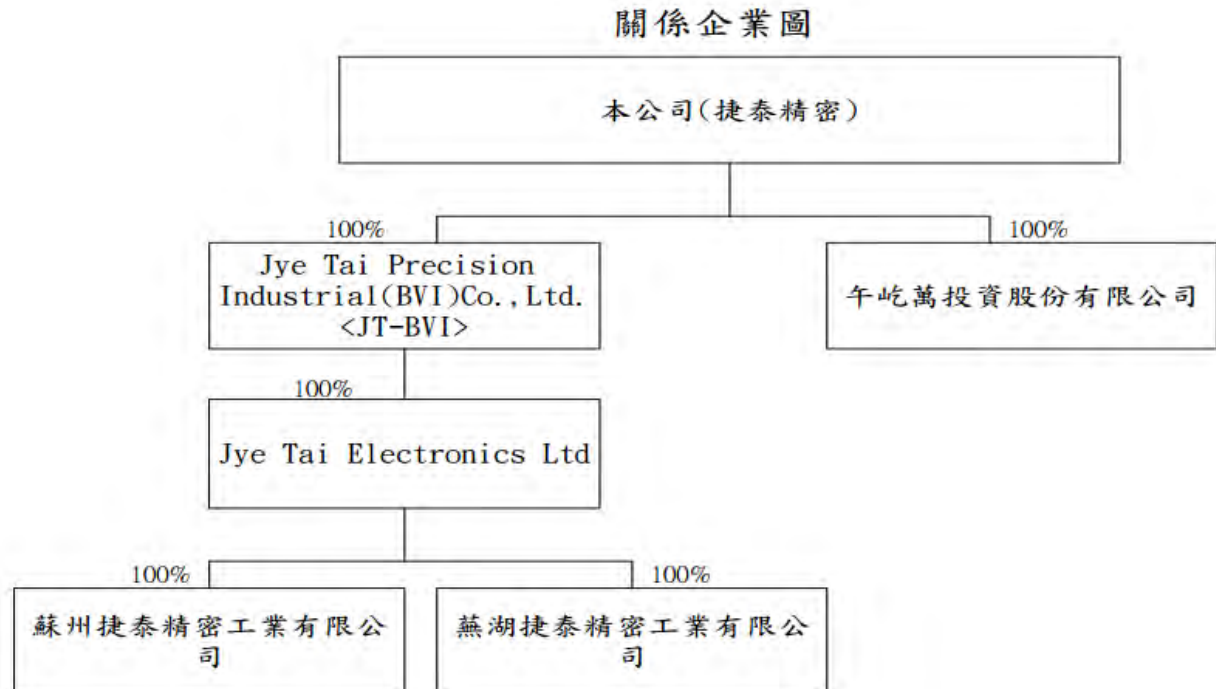 關係企業圖
本公司(捷泰精密)
100%
100%
Jye Tai Precision
Industrial(BVI)Co.,Ltd.
<JT-BVI>
午屹萬投資股份有限公司
100%
Jye Tai Electronics Ltd
100%
100%
蘇州捷泰精密工業有限公
司
蕪湖捷泰精密工業有限公
司